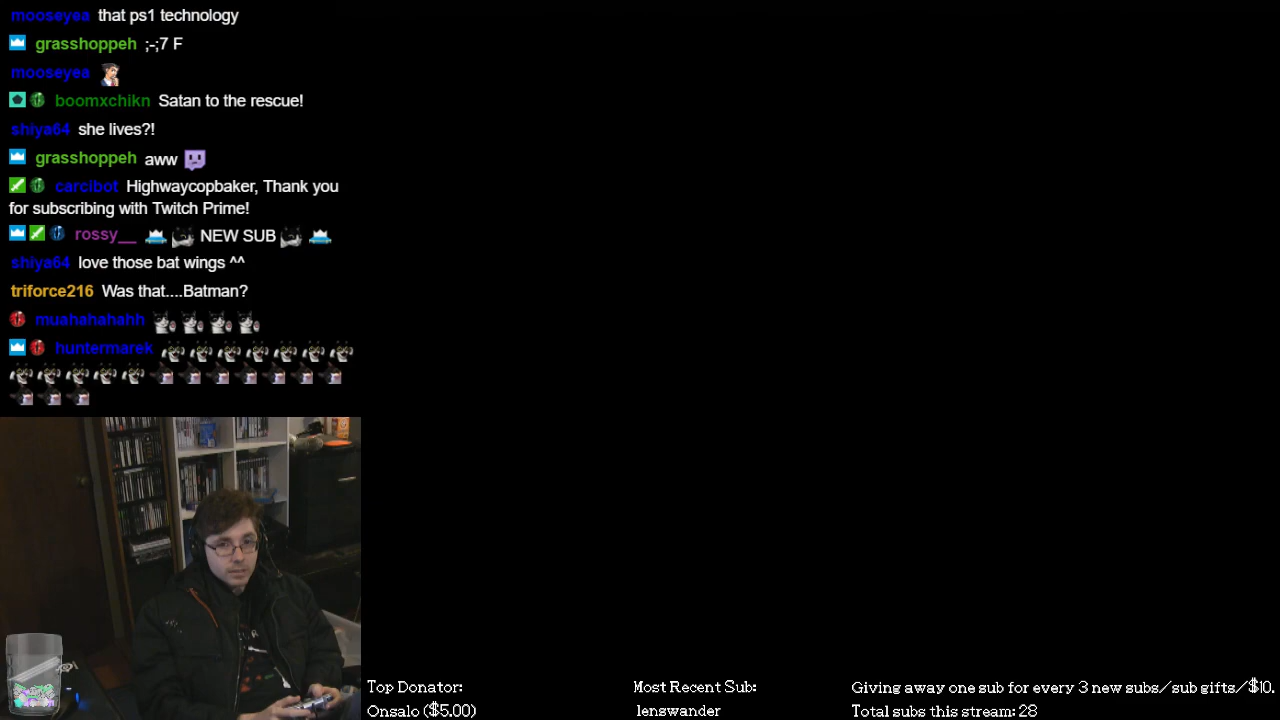 mooseyea that ps1 technology
grasshoppeh ;-;7 F
mooseyea
boomxchikn Satan to the rescue!
shiya64 she lives?!
grasshoppeh aww
carcibot Highwaycopbaker, Thank you
for subscribing with Twitch Prime!
rossy__ NEW SUB
shiya64 love those bat wings ^^
triforce216 Was that....Batman?
muahahahahh
huntermarek
Top Donator:
Onsalo ($5.00)
Most Recent Sub:
lenswander
Giving away one sub for every 3 new subs/sub gifts/$10.
Total subs this stream: 28